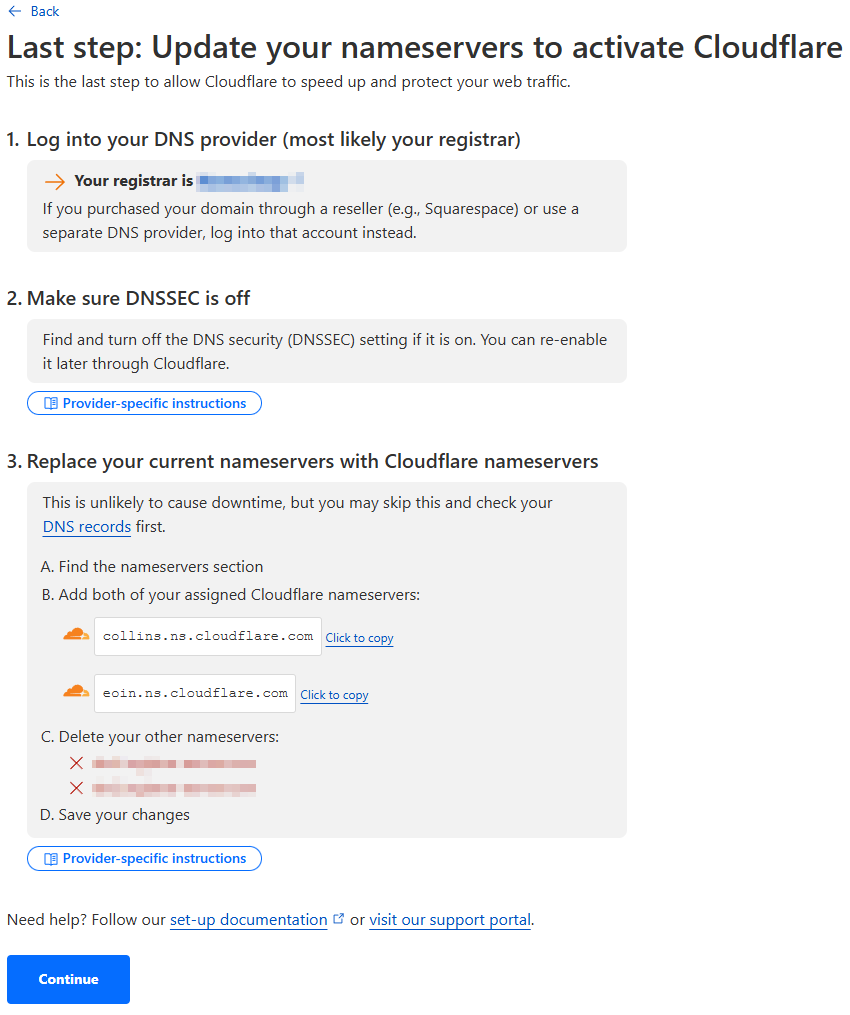 Back
Last step: Update your nameservers to activate Cloudflare
This is the last step to allow Cloudflare to speed up and protect your web traffic.
1. Log into your DNS provider (most likely your registrar)
Your registrar is
If you purchased your domain through a reseller (e.g., Squarespace) or use a
separate DNS provider, log into that account instead.
2. Make sure DNSSEC is off
Find and turn off the DNS security (DNSSEC) setting if it is on. You can re-enable
it later through Cloudflare.
Provider-specific instructions
3. Replace your current nameservers with Cloudflare nameservers
This is unlikely to cause downtime, but you may skip this and check your
DNS records first.
A. Find the nameservers section
B. Add both of your assigned Cloudflare nameservers:
collins.ns.cloudflare.com Click to copy
eoin.ns.cloudflare.com Click to copy
C. Delete your other nameservers:
D. Save your changes
Provider-specific instructions
Need help? Follow our set-up documentation or visit our support portal.
Continue